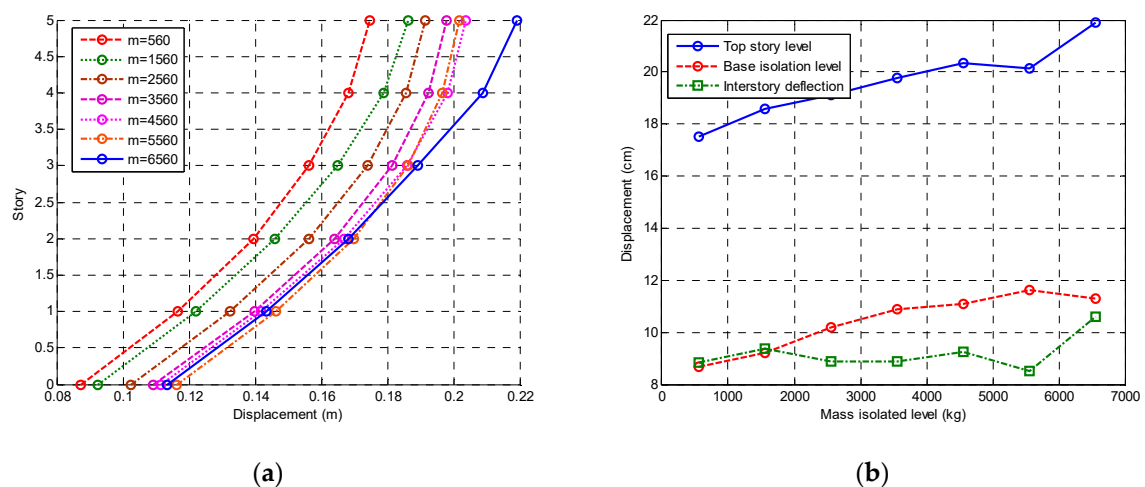 5
4.5
4
3.5
3
2.5
2
1.5
1
0.5
0
Story
m=560
m=1560
m=2560
m=3560
m=4560
m=5560
m=6560
0.08 0.1 0.12 0.14 0.16 0.18 0.2 0.22
Displacement (m)
(a)
22
20
18
16
14
12
10
8
Displacement (cm)
Top story level
Base isolation level
Interstory deflection
0 1000 2000 3000 4000 5000 6000 7000
Mass isolated level (kg)
(b)